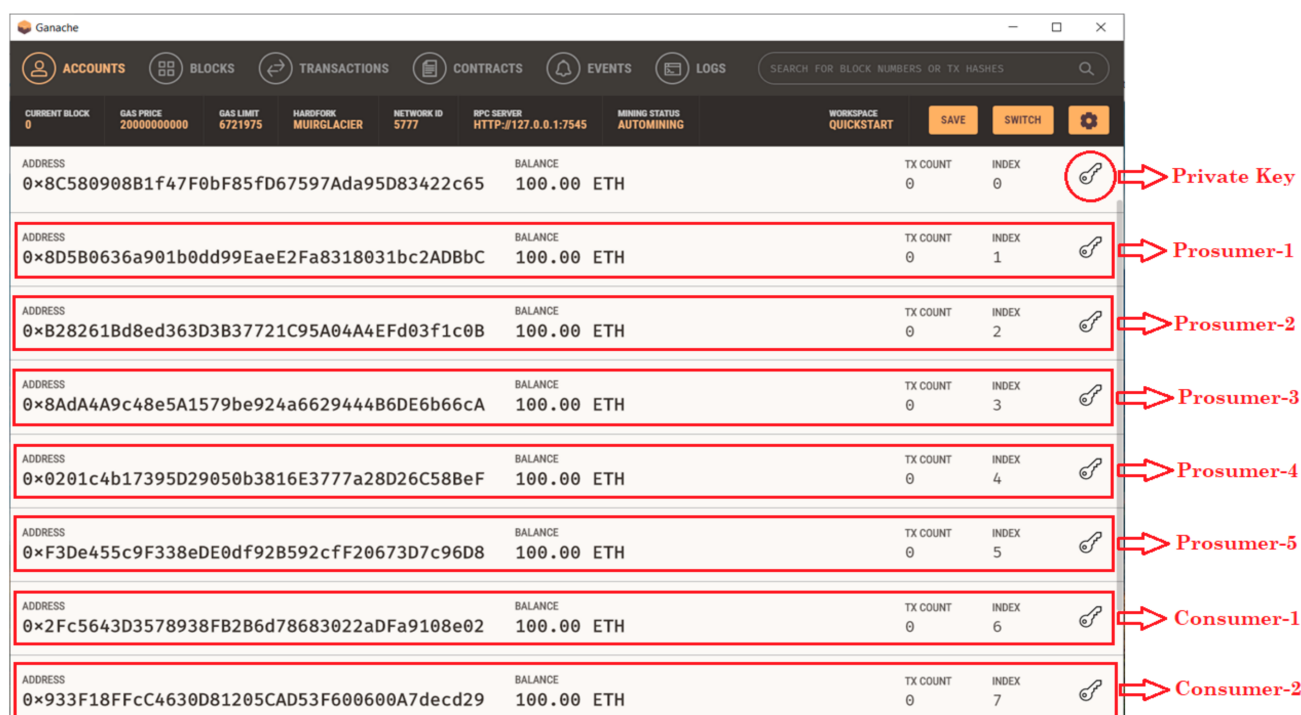 Ganache
ACCOUNTS BLOCKS TRANSACTIONS CONTRACTS EVENTS LOGS SEARCH FOR BLOCK NUMBERS OR TX HASHES
CURRENT BLOCK GAS PRICE GAS LIMIT HARDFORK NETWORK ID RPC SERVER MINING STATUS WORKSPACE
0 20000000000 6721975 MUIRGLACIER 5777 HTTP://127.0.0.1:7545 AUTOMINING QUICKSTART SAVE SWITCH
ADDRESS BALANCE TX COUNT INDEX
0×8C580908B1f47F0bF85fD67597Ada95D83422c65 100.00 ETH 0 0 Private Key
ADDRESS BALANCE TX COUNT INDEX
0×8D5B0636a901b0dd99EaeE2Fa8318031bc2ADBbC 100.00 ETH 0 1 Prosumer-1
ADDRESS BALANCE TX COUNT INDEX
0×B28261Bd8ed363D3B37721C95A04A4EFd03f1c0B 100.00 ETH 0 2 Prosumer-2
ADDRESS BALANCE TX COUNT INDEX
0×8AdA4A9c48e5A1579be924a6629444B6DE6b66cA 100.00 ETH 0 3 Prosumer-3
ADDRESS BALANCE TX COUNT INDEX
0×0201c4b17395D29050b3816E3777a28D26C58BeF 100.00 ETH 0 4 Prosumer-4
ADDRESS BALANCE TX COUNT INDEX
0×F3De455c9F338eDE0df92B592cfF20673D7c96D8 100.00 ETH 0 5 Prosumer-5
ADDRESS BALANCE TX COUNT INDEX
0×2Fc5643D3578938FB2B6d78683022aDFa9108e02 100.00 ETH 0 6 Consumer-1
ADDRESS BALANCE TX COUNT INDEX
0×933F18FFcC4630D81205CAD53F600600A7decd29 100.00 ETH 0 7 Consumer-2